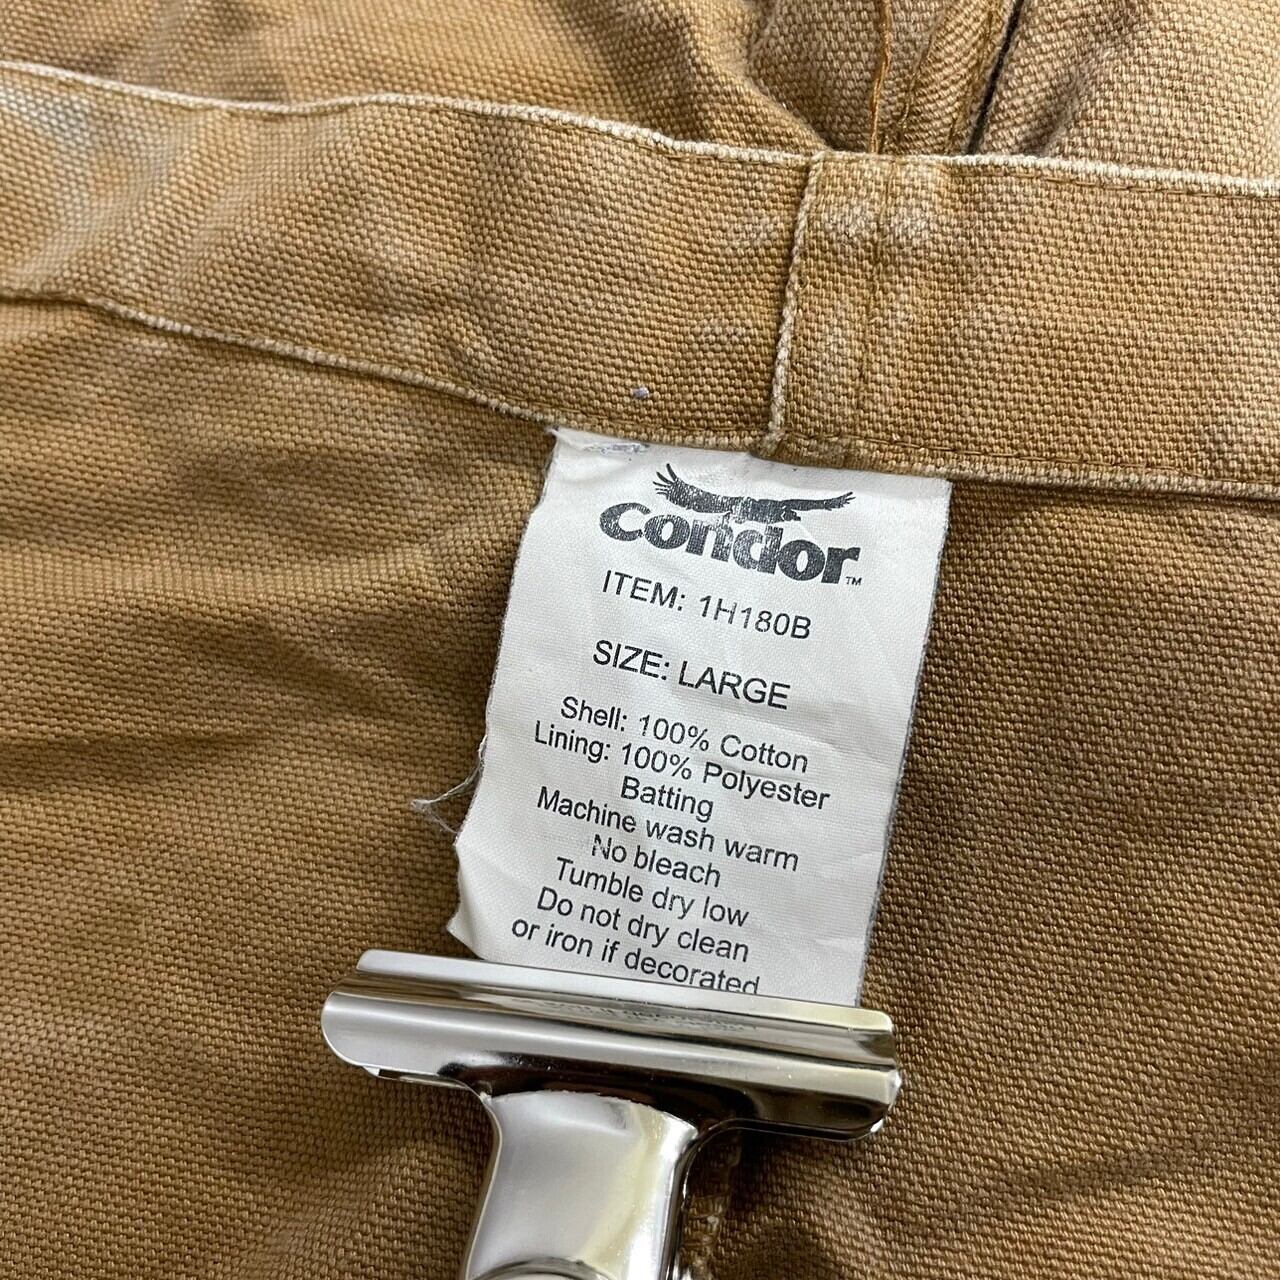 condor™
ITEM: 1H180B
SIZE: LARGE
Shell: 100% Cotton
Lining: 100% Polyester
Batting
Machine wash warm
No bleach
Tumble dry low
Do not dry clean
or iron if decorated